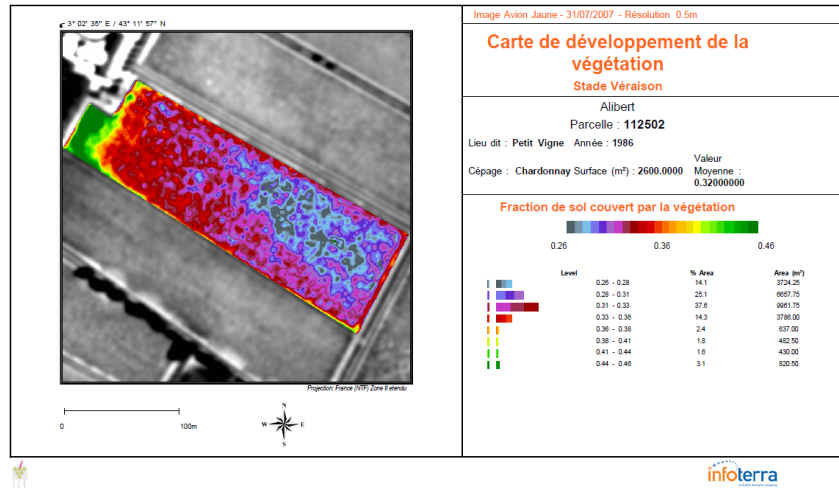 3° 02' 35" E / 43° 11' 57" N
Projection: France (NTF) Zone II etendu
0 100m
N
W E
S
Image Avion Jaune - 31/07/2007 - Résolution 0.5m
Carte de développement de la
végétation
Stade Véraison
Alibert
Parcelle : 112502
Lieu dit : Petit Vigne Année : 1986
Cépage : Chardonnay Surface (m²) : 2600.0000 Valeur Moyenne : 0.32000000
Fraction de sol couvert par la végétation
0.26 0.36 0.46
Level % Area Area (m²)
0.26 - 0.28 14.1 3724.25
0.28 - 0.31 25.1 6657.75
0.31 - 0.33 37.6 9961.75
0.33 - 0.36 14.3 3786.00
0.36 - 0.38 2.4 637.00
0.38 - 0.41 1.8 482.50
0.41 - 0.44 1.6 430.00
0.44 - 0.46 3.1 820.50
infoterra